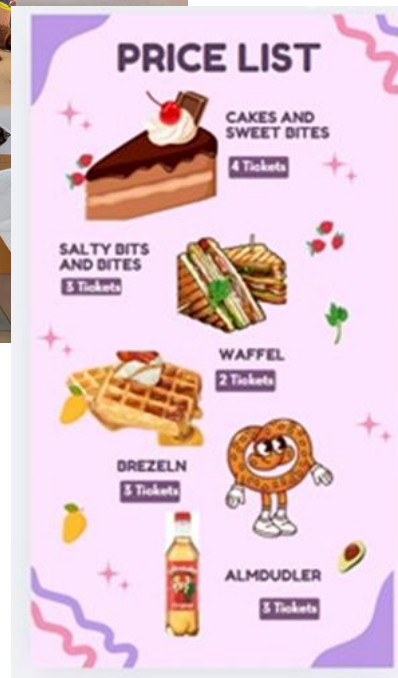 PRICE LIST
CAKES AND
SWEET BITES
4 Tickets
SALTY BITS
AND BITES
3 Tickets
WAFFEL
2 Tickets
BREZELN
3 Tickets
ALMDUDLER
3 Tickets